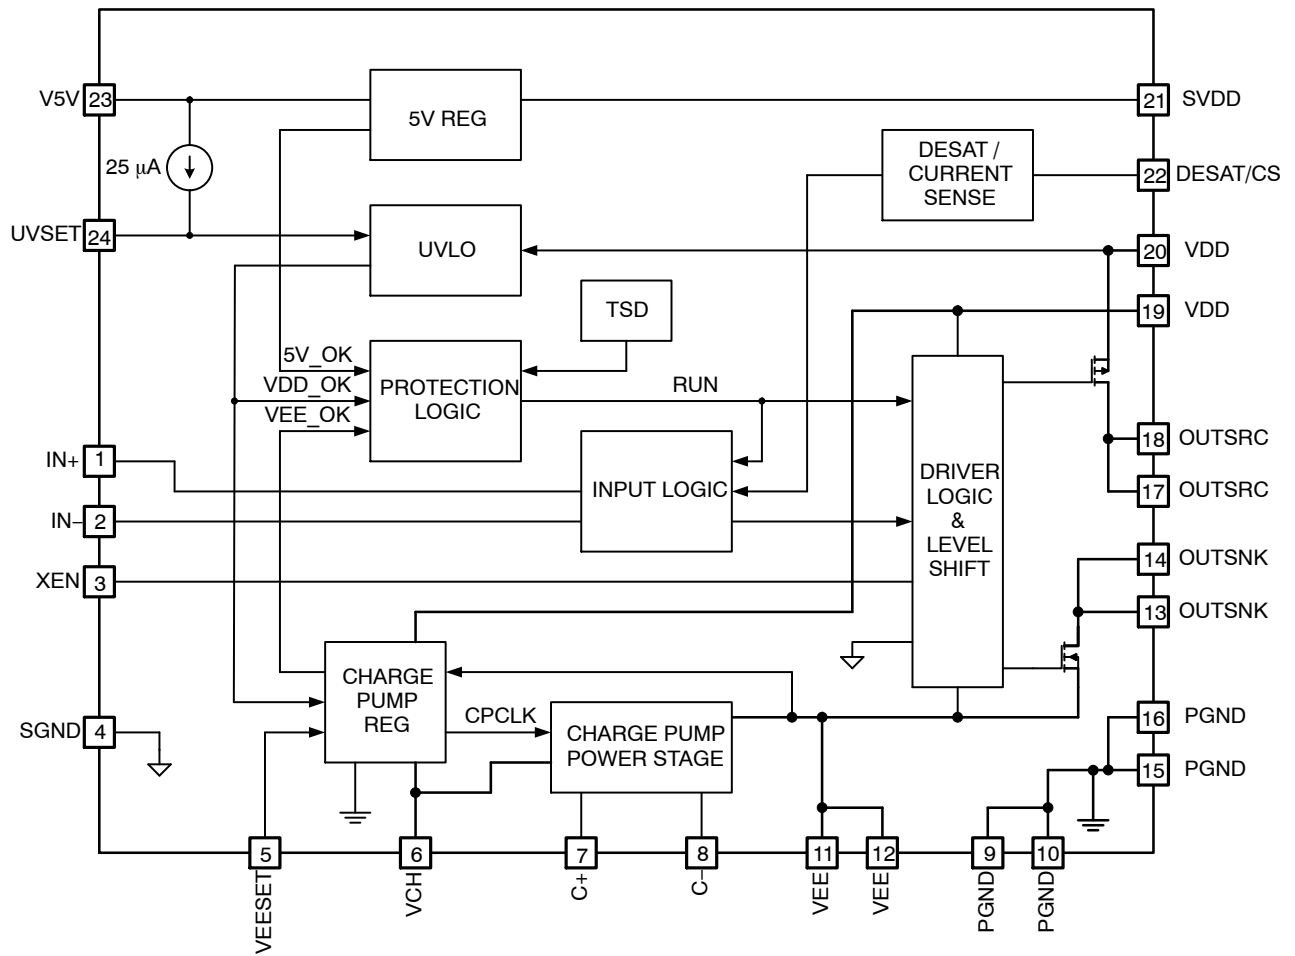 V5V
23
5V REG
21
SVDD
25 μA
DESAT /
CURRENT
SENSE
22
DESAT/CS
UVSET
24
UVLO
20
VDD
TSD
19
VDD
5V_OK
VDD_OK
VEE_OK
PROTECTION
LOGIC
RUN
18
OUTSRC
IN+
1
INPUT LOGIC
17
OUTSRC
IN–
2
DRIVER
LOGIC
&
LEVEL
SHIFT
14
OUTSNK
XEN
3
13
OUTSNK
CHARGE
PUMP
REG
CPCLK
CHARGE PUMP
POWER STAGE
SGND
4
16
PGND
15
PGND
5
6
7
8
11
12
9
10
VEESET
VCH
C+
C–
VEE
VEE
PGND
PGND